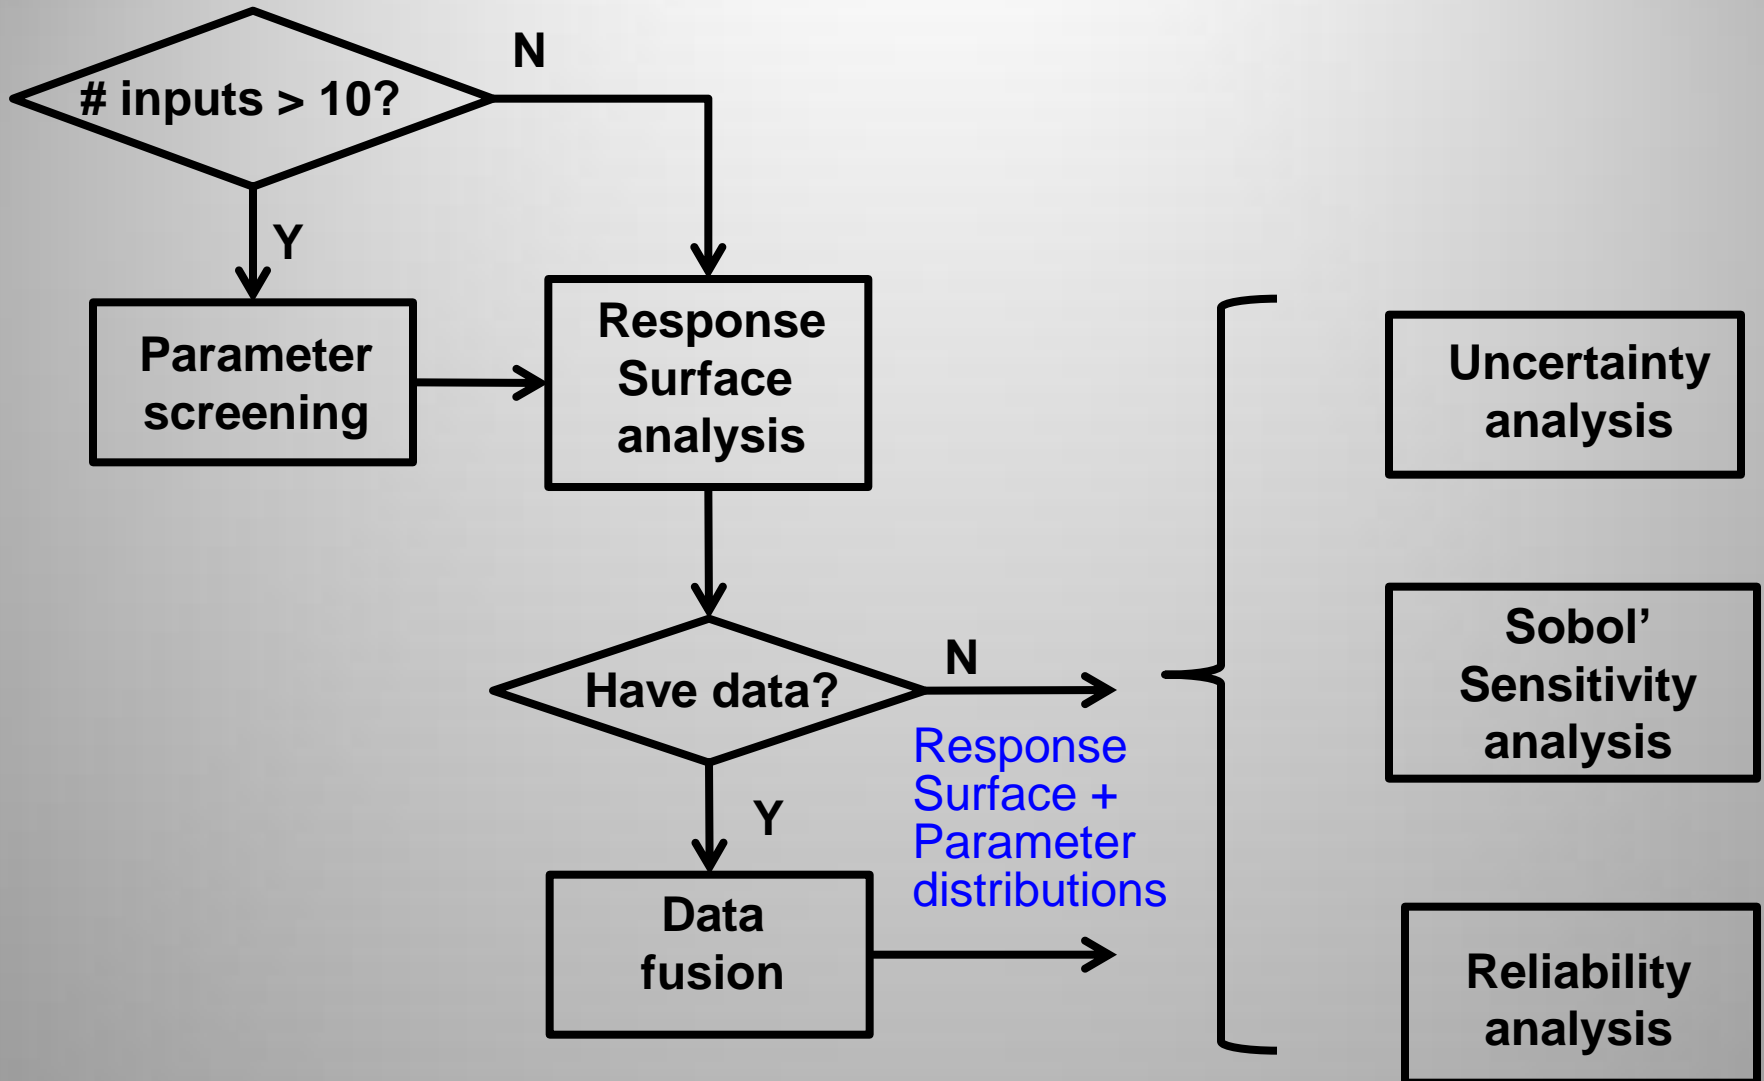 # inputs > 10?
N
Y
Parameter
screening
Response
Surface
analysis
Have data?
N
Y
Response
Surface +
Parameter
distributions
Data
fusion
Uncertainty
analysis
Sobol’
Sensitivity
analysis
Reliability
analysis